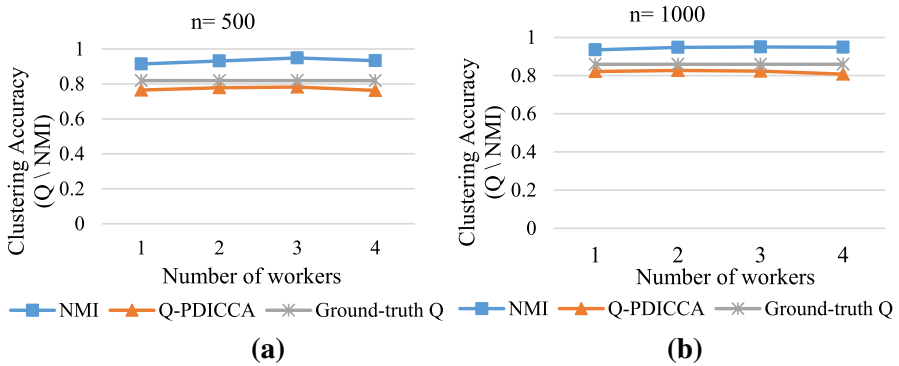 n= 500
Clustering Accuracy
(Q \ NMI)
1
0.8
0.6
0.4
0.2
0
1 2 3 4
Number of workers
NMI Q-PDICCA Ground-truth Q
(a)
n= 1000
Clustering Accuracy
(Q \ NMI)
1
0.8
0.6
0.4
0.2
0
1 2 3 4
Number of workers
NMI Q-PDICCA Ground-truth Q
(b)